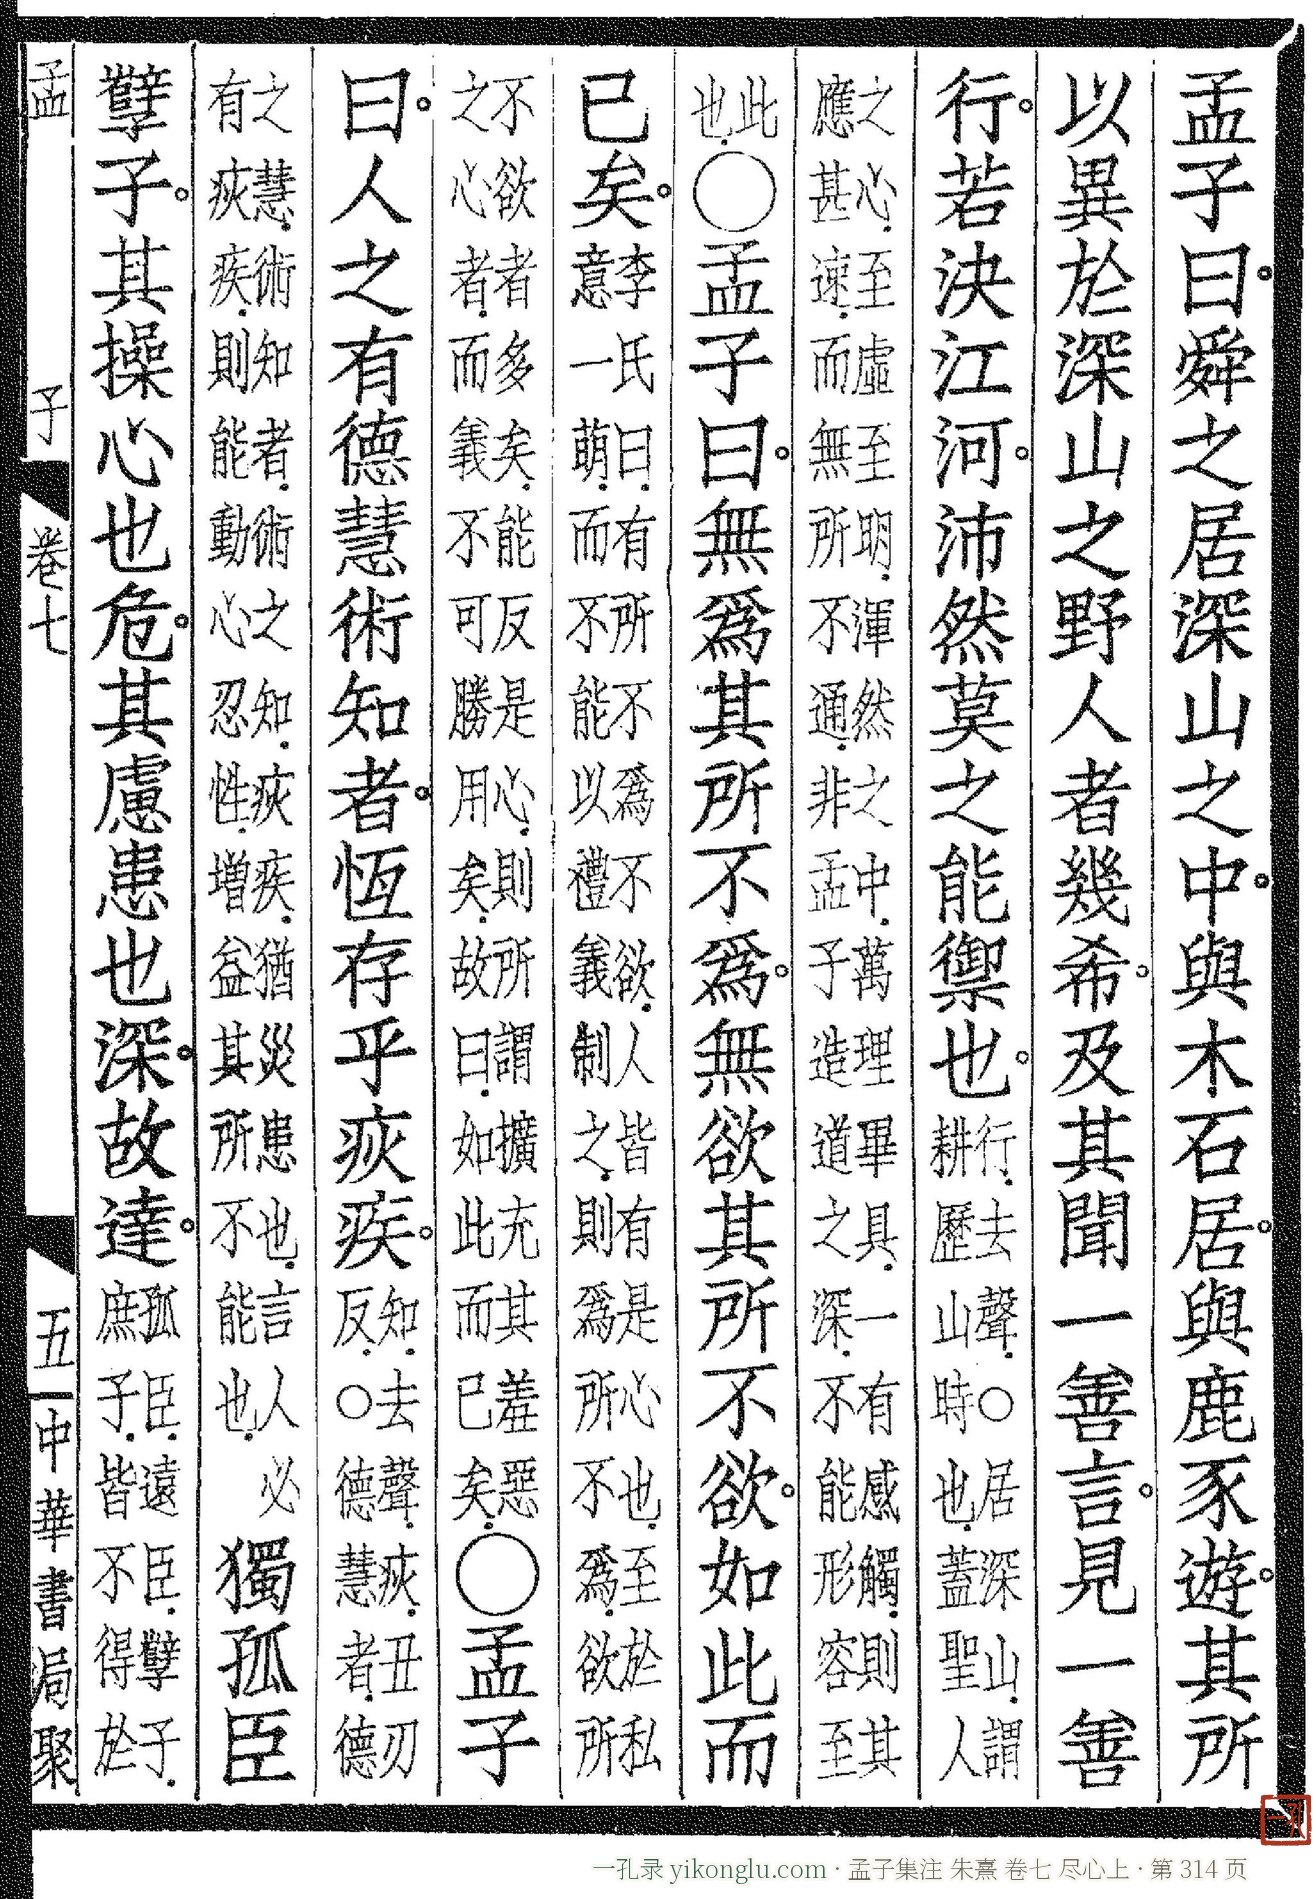 孟子曰。舜之居深山之中。與木石居。與鹿豕遊。其所
以異於深山之野人者幾希。及其聞一善言。見一善
行。若決江河。沛然莫之能禦也。行去聲○居深山謂耕歷山時也蓋聖人
之心至虛至明渾然之中萬理畢具一有感觸則其應甚速而無所不通非孟子造道之深不能形容至
此也○孟子曰。無爲其所不爲。無欲其所不欲。如此而
已矣。李氏曰有所不爲不欲人皆有是心也至於私意一萌而不能以禮義制之則爲所不爲欲所
不欲者多矣能反是心則所謂擴充其羞惡之心者而義不可勝用矣故曰如此而已矣○孟子
曰。人之有德慧術知者。恆存乎疢疾。知去聲疢丑刃反○德慧者德
之慧術知者術之知疢疾猶災患也言人必有疢疾則能動心忍性增益其所不能也獨孤臣
孼子。其操心也危。其慮患也深。故達。孤臣遠臣孼子庶子皆不得於
孟子 卷七 五一 中華書局聚
一孔录 yikonglu.com · 孟子集注 朱熹 卷七 尽心上 · 第 314 页